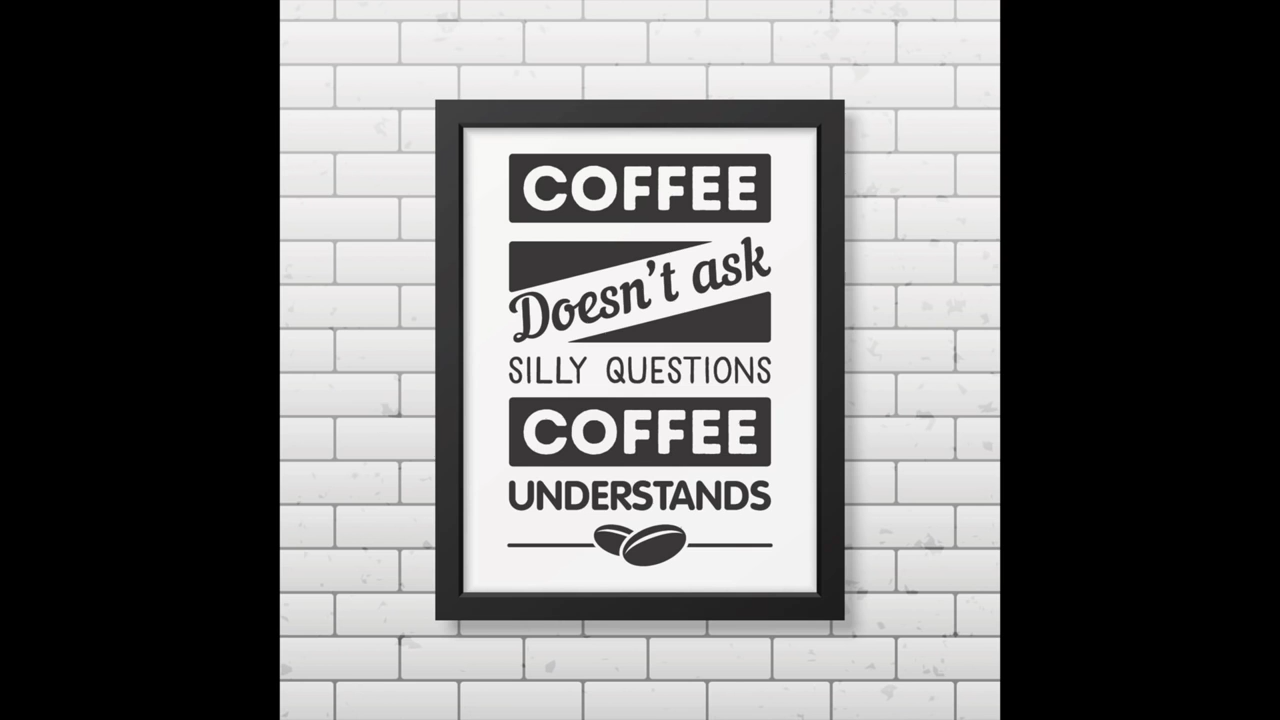 COFFEE
Doesn't ask
SILLY QUESTIONS
COFFEE
UNDERSTANDS